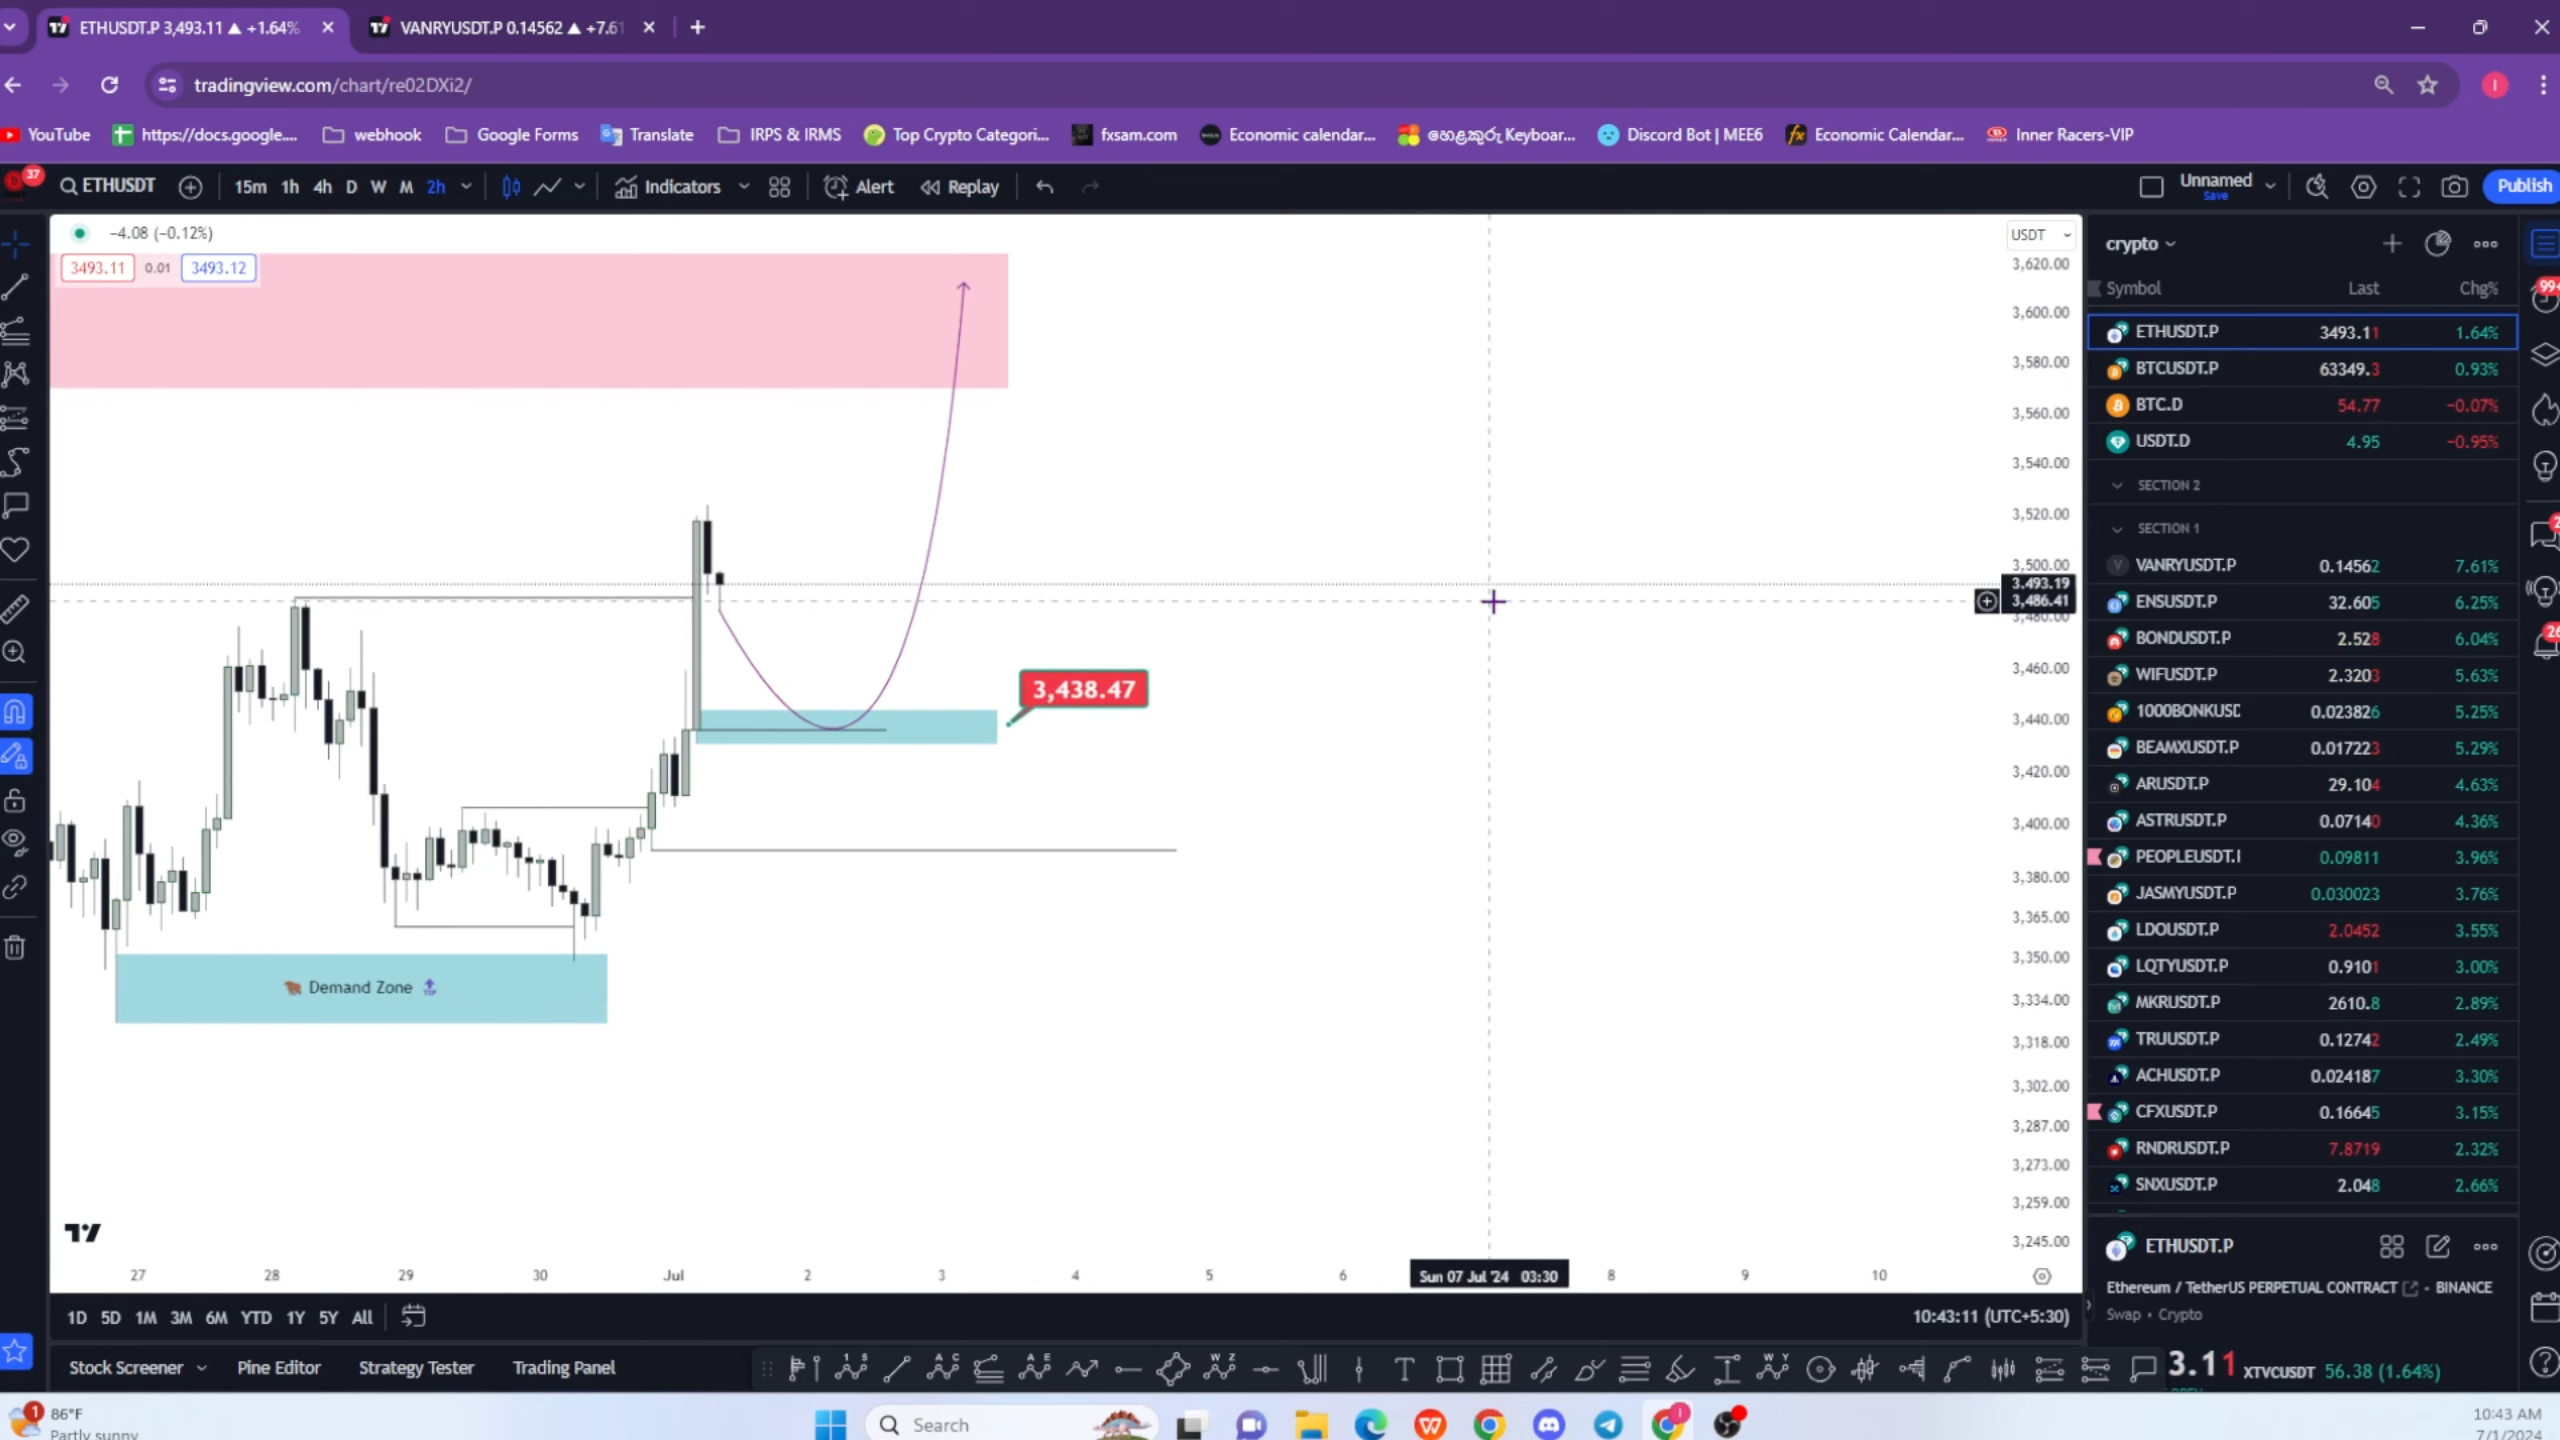 ETHUSDT.P 3,493.11 ▲ +1.64%
VANRYUSDT.P 0.14562 ▲ +7.61
tradingview.com/chart/re02DXi2/
YouTube
https://docs.google....
webhook
Google Forms
Translate
IRPS & IRMS
Top Crypto Categori...
fxsam.com
Economic calendar...
හෙළකුරු Keyboar...
Discord Bot | MEE6
Economic Calendar...
Inner Racers-VIP
37
ETHUSDT
15m 1h 4h D W M 2h
Indicators
Alert
Replay
Unnamed
Save
Publish
−4.08 (−0.12%)
3493.11 0.01 3493.12
USDT
3,620.00
3,600.00
3,580.00
3,560.00
3,540.00
3,520.00
3,500.00
3,493.19
3,486.41
3,480.00
3,460.00
3,440.00
3,420.00
3,400.00
3,380.00
3,365.00
3,350.00
3,334.00
3,318.00
3,302.00
3,287.00
3,273.00
3,259.00
3,245.00
3,438.47
Demand Zone
TOP
27 28 29 30 Jul 2 3 4 5 6 Sun 07 Jul '24 03:30 8 9 10
1D 5D 1M 3M 6M YTD 1Y 5Y All
10:43:11 (UTC+5:30)
Stock Screener
Pine Editor
Strategy Tester
Trading Panel
crypto
Symbol Last Chg%
ETHUSDT.P 3493.11 1.64%
BTCUSDT.P 63349.3 0.93%
BTC.D 54.77 −0.07%
USDT.D 4.95 −0.95%
SECTION 2
SECTION 1
VANRYUSDT.P 0.14562 7.61%
ENSUSDT.P 32.605 6.25%
BONDUSDT.P 2.528 6.04%
WIFUSDT.P 2.3203 5.63%
1000BONKUSD 0.023826 5.25%
BEAMXUSDT.P 0.017223 5.29%
ARUSDT.P 29.104 4.63%
ASTRUSDT.P 0.07140 4.36%
PEOPLEUSDT.I 0.09811 3.96%
JASMYUSDT.P 0.030023 3.76%
LDOUSDT.P 2.0452 3.55%
LQTYUSDT.P 0.9101 3.00%
MKRUSDT.P 2610.8 2.89%
TRUUSDT.P 0.12742 2.49%
ACHUSDT.P 0.024187 3.30%
CFXUSDT.P 0.16645 3.15%
RNDRUSDT.P 7.8719 2.32%
SNXUSDT.P 2.048 2.66%
ETHUSDT.P
Ethereum / TetherUS PERPETUAL CONTRACT • BINANCE
Swap • Crypto
3.11 XTVCUSDT 56.38 (1.64%)
99+
26
1
86°F
Partly sunny
Search
10:43 AM
7/1/2024